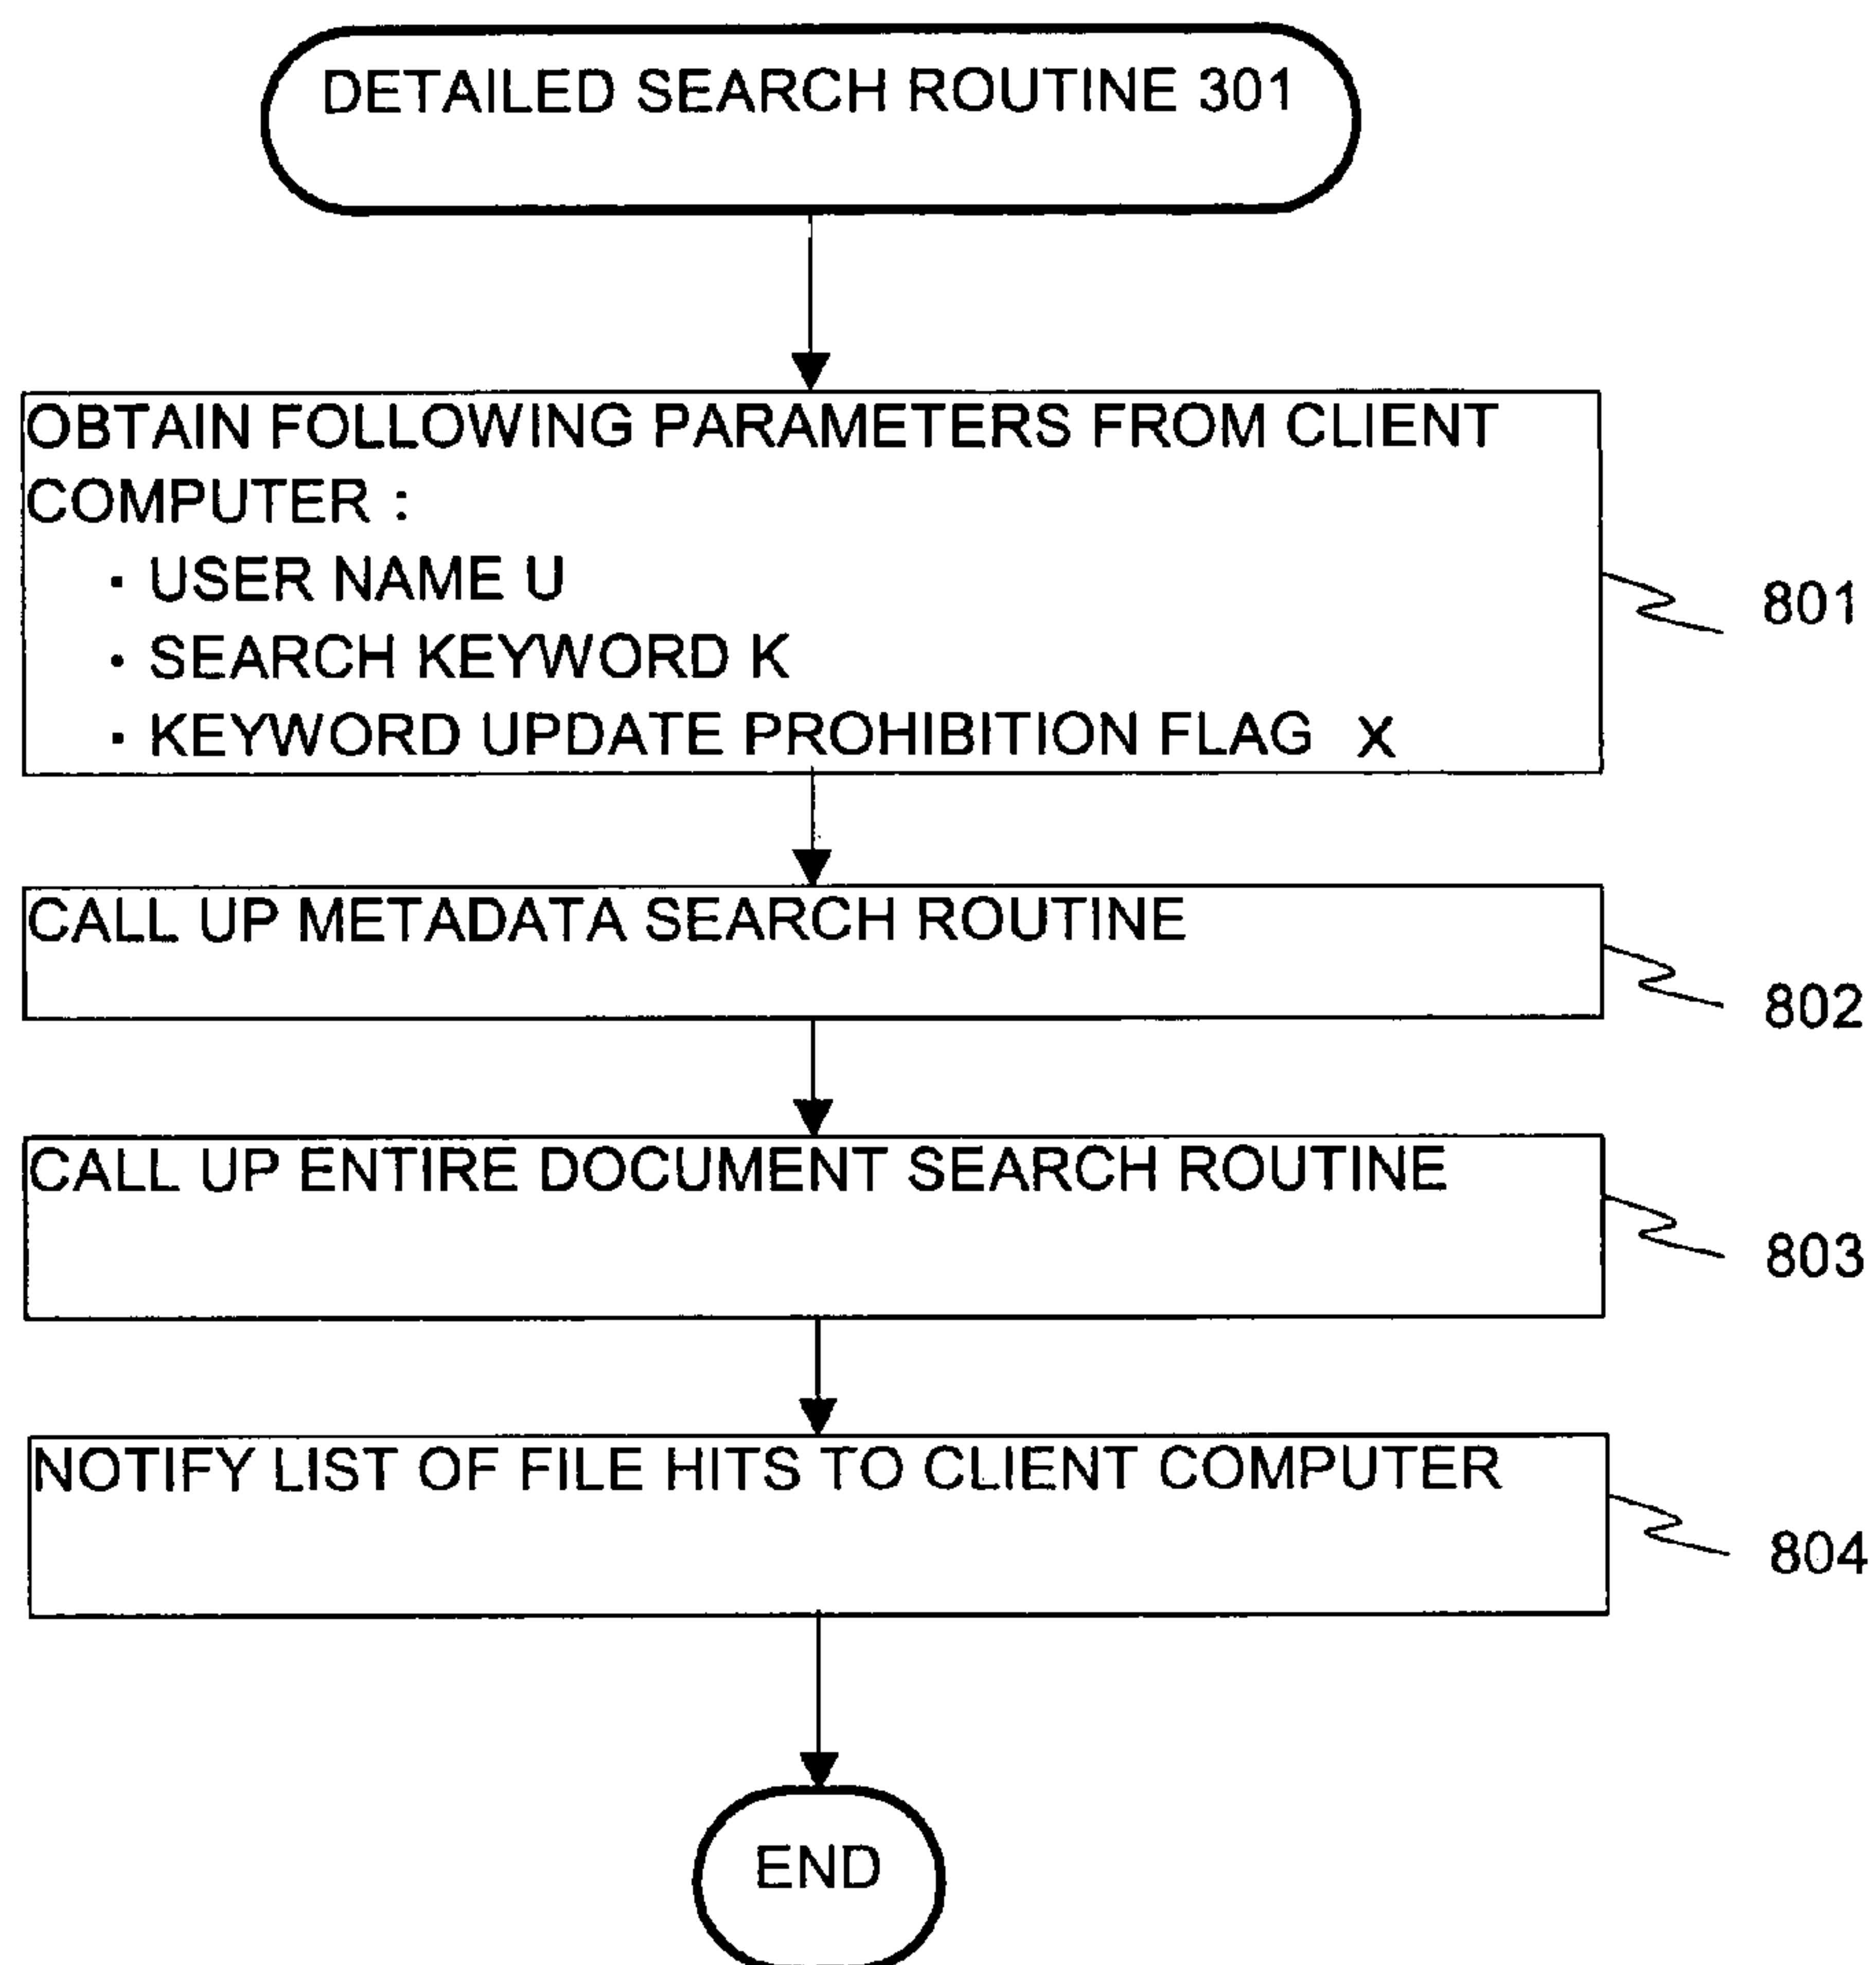 DETAILED SEARCH ROUTINE 301
OBTAIN FOLLOWING PARAMETERS FROM CLIENT
COMPUTER :
· USER NAME U
· SEARCH KEYWORD K
· KEYWORD UPDATE PROHIBITION FLAG X
801
CALL UP METADATA SEARCH ROUTINE
802
CALL UP ENTIRE DOCUMENT SEARCH ROUTINE
803
NOTIFY LIST OF FILE HITS TO CLIENT COMPUTER
804
END